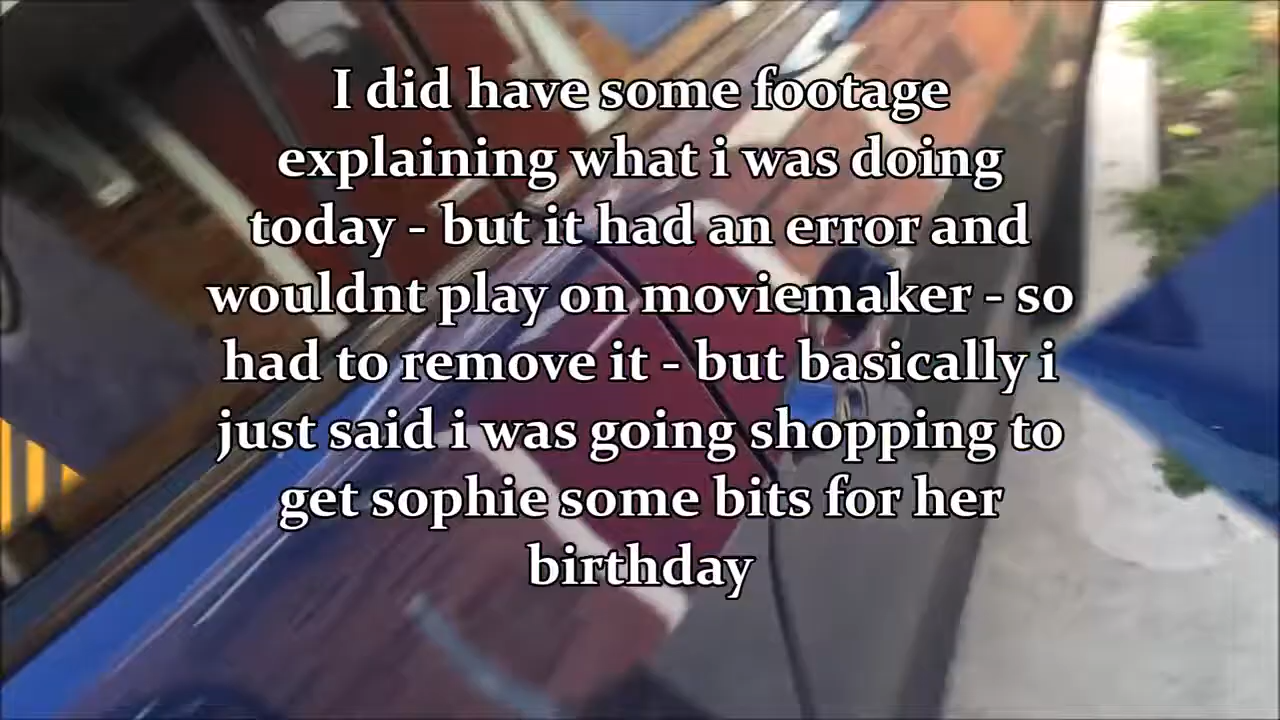 I did have some footage
explaining what i was doing
today - but it had an error and
wouldnt play on moviemaker - so
had to remove it - but basically i
just said i was going shopping to
get sophie some bits for her
birthday